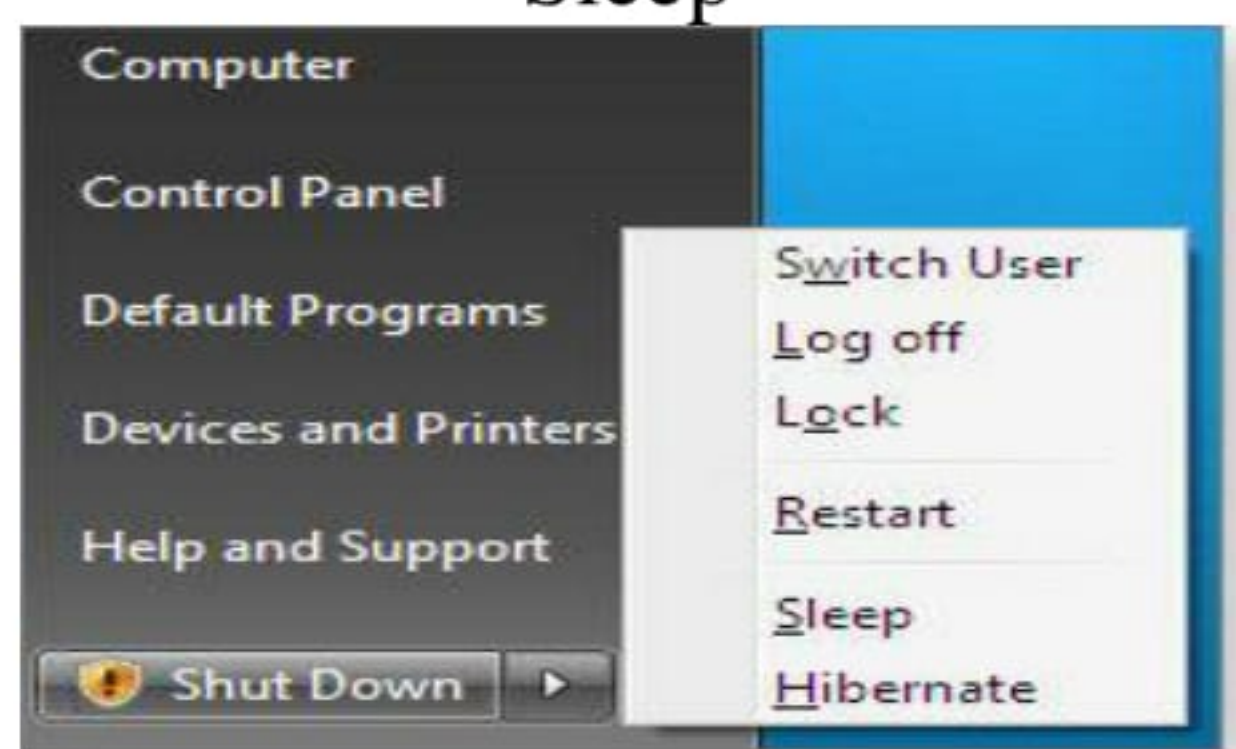 Sleep
Computer
Control Panel
Default Programs
Devices and Printers
Help and Support
Shut Down
Switch User
Log off
Lock
Restart
Sleep
Hibernate